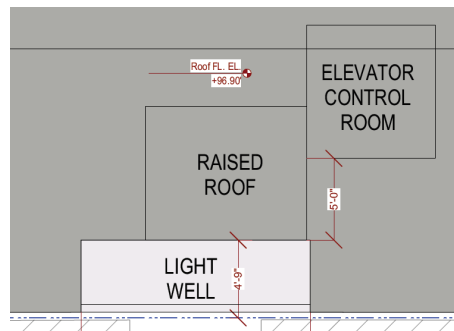 Roof FL. EL.
+96.90'
ELEVATOR
CONTROL
ROOM
RAISED
ROOF
5'-0"
LIGHT
WELL
4'-9"